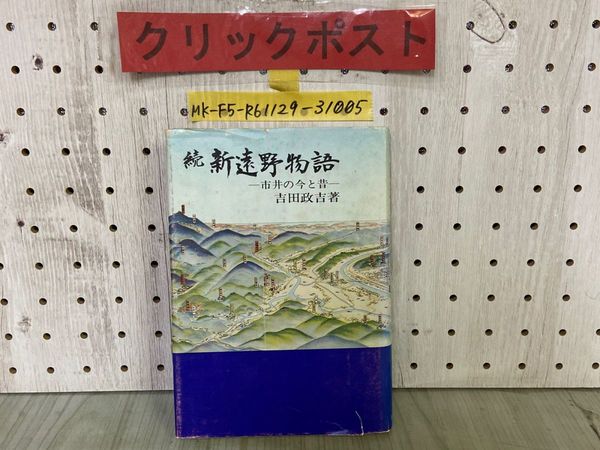 クリックポスト
MK-F5-R61129-31005
続 新遠野物語
―市井の今と昔―
吉田政吉著